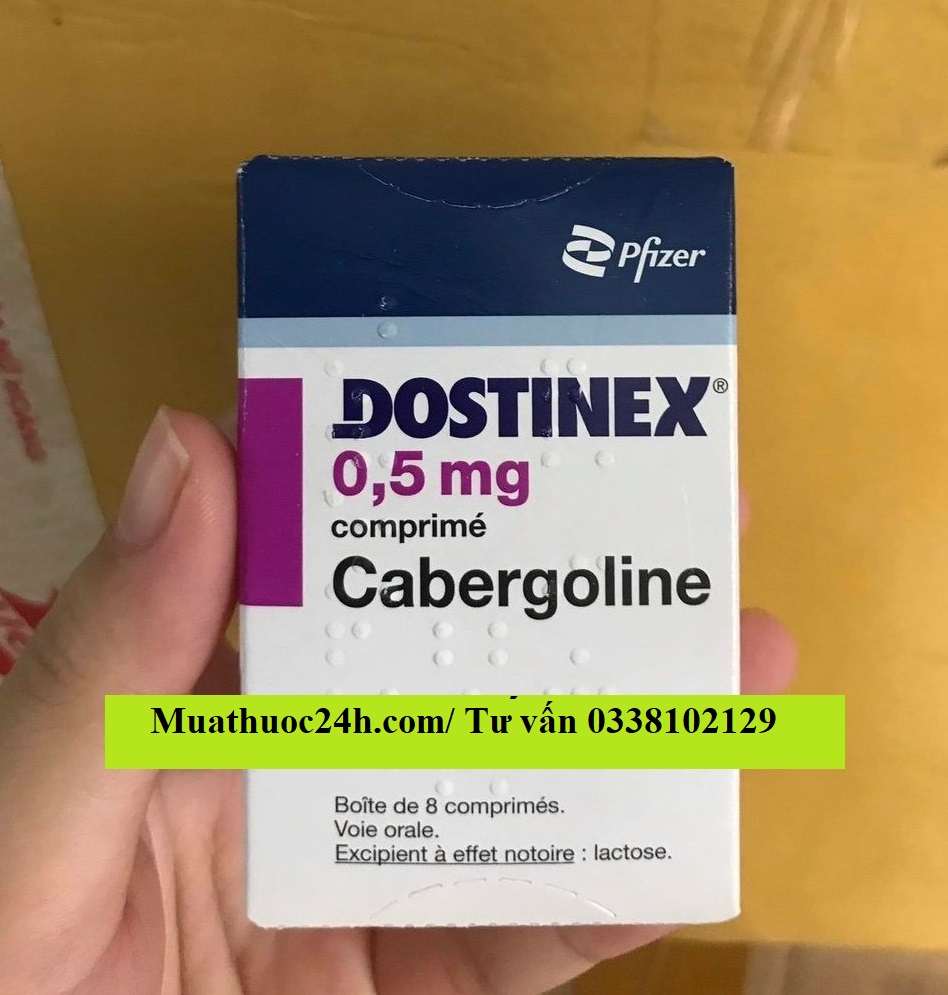 Pfizer
DOSTINEX®
0,5 mg
comprimé
Cabergoline
Muathuoc24h.com/ Tư vấn 0338102129
Boîte de 8 comprimés.
Voie orale.
Excipient à effet notoire : lactose.